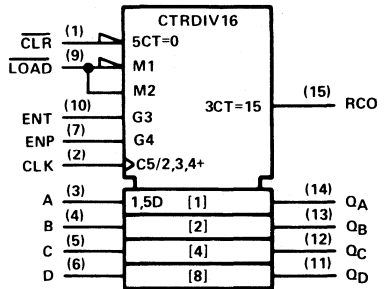 CTRDIV16
C̅L̅R̅ (1) 5CT=0
L̅O̅A̅D̅ (9) M1
M2
3CT=15 (15) RCO
ENT (10) G3
ENP (7) G4
CLK (2) C5/2,3,4+
A (3) 1,5D [1] (14) QA
B (4) [2] (13) QB
C (5) [4] (12) QC
D (6) [8] (11) QD